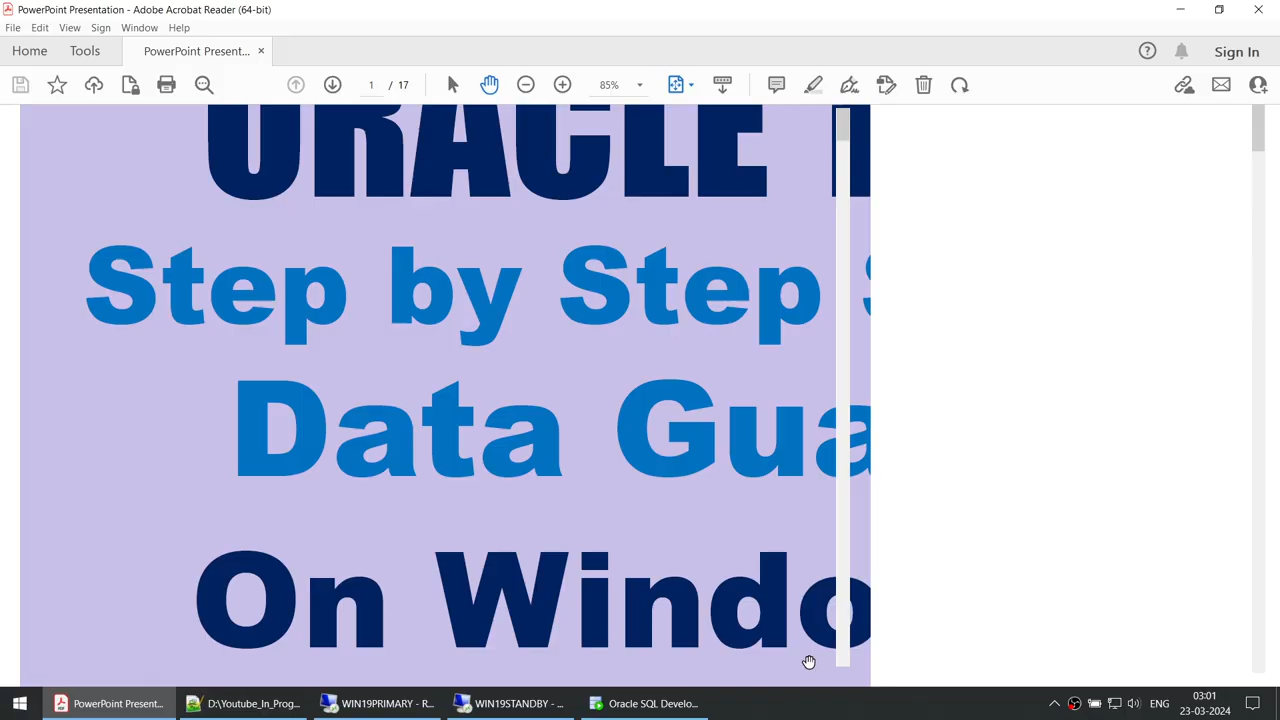 PowerPoint Presentation - Adobe Acrobat Reader (64-bit)
File Edit View Sign Window Help
Home Tools PowerPoint Present... × Sign In
1 / 17 85%
ORACLE
Step by Step
Data Gua
On Windo
PowerPoint Present... D:\Youtube_In_Prog... WIN19PRIMARY - R... WIN19STANDBY - ... Oracle SQL Develo... ENG 03:01
23-03-2024